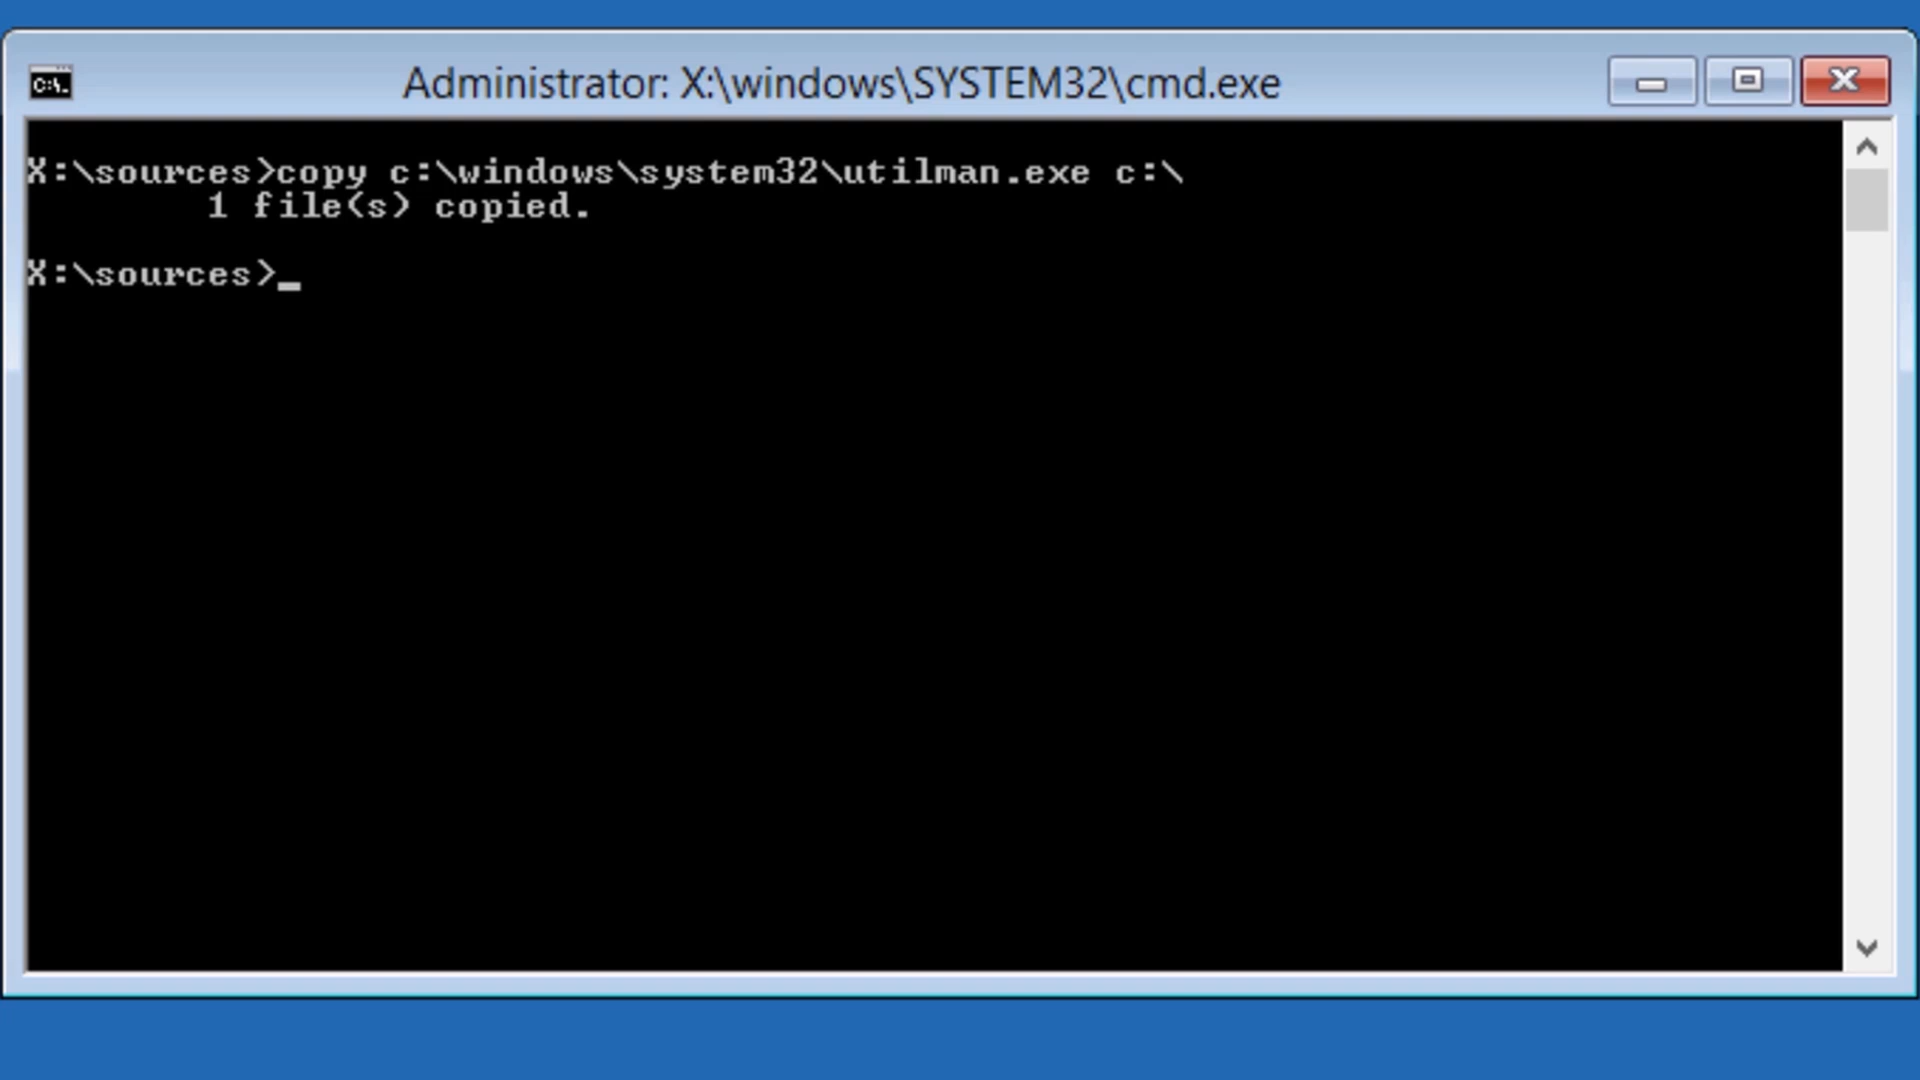 Administrator: X:\windows\SYSTEM32\cmd.exe
X:\sources>copy c:\windows\system32\utilman.exe c:\
1 file(s) copied.
X:\sources>_